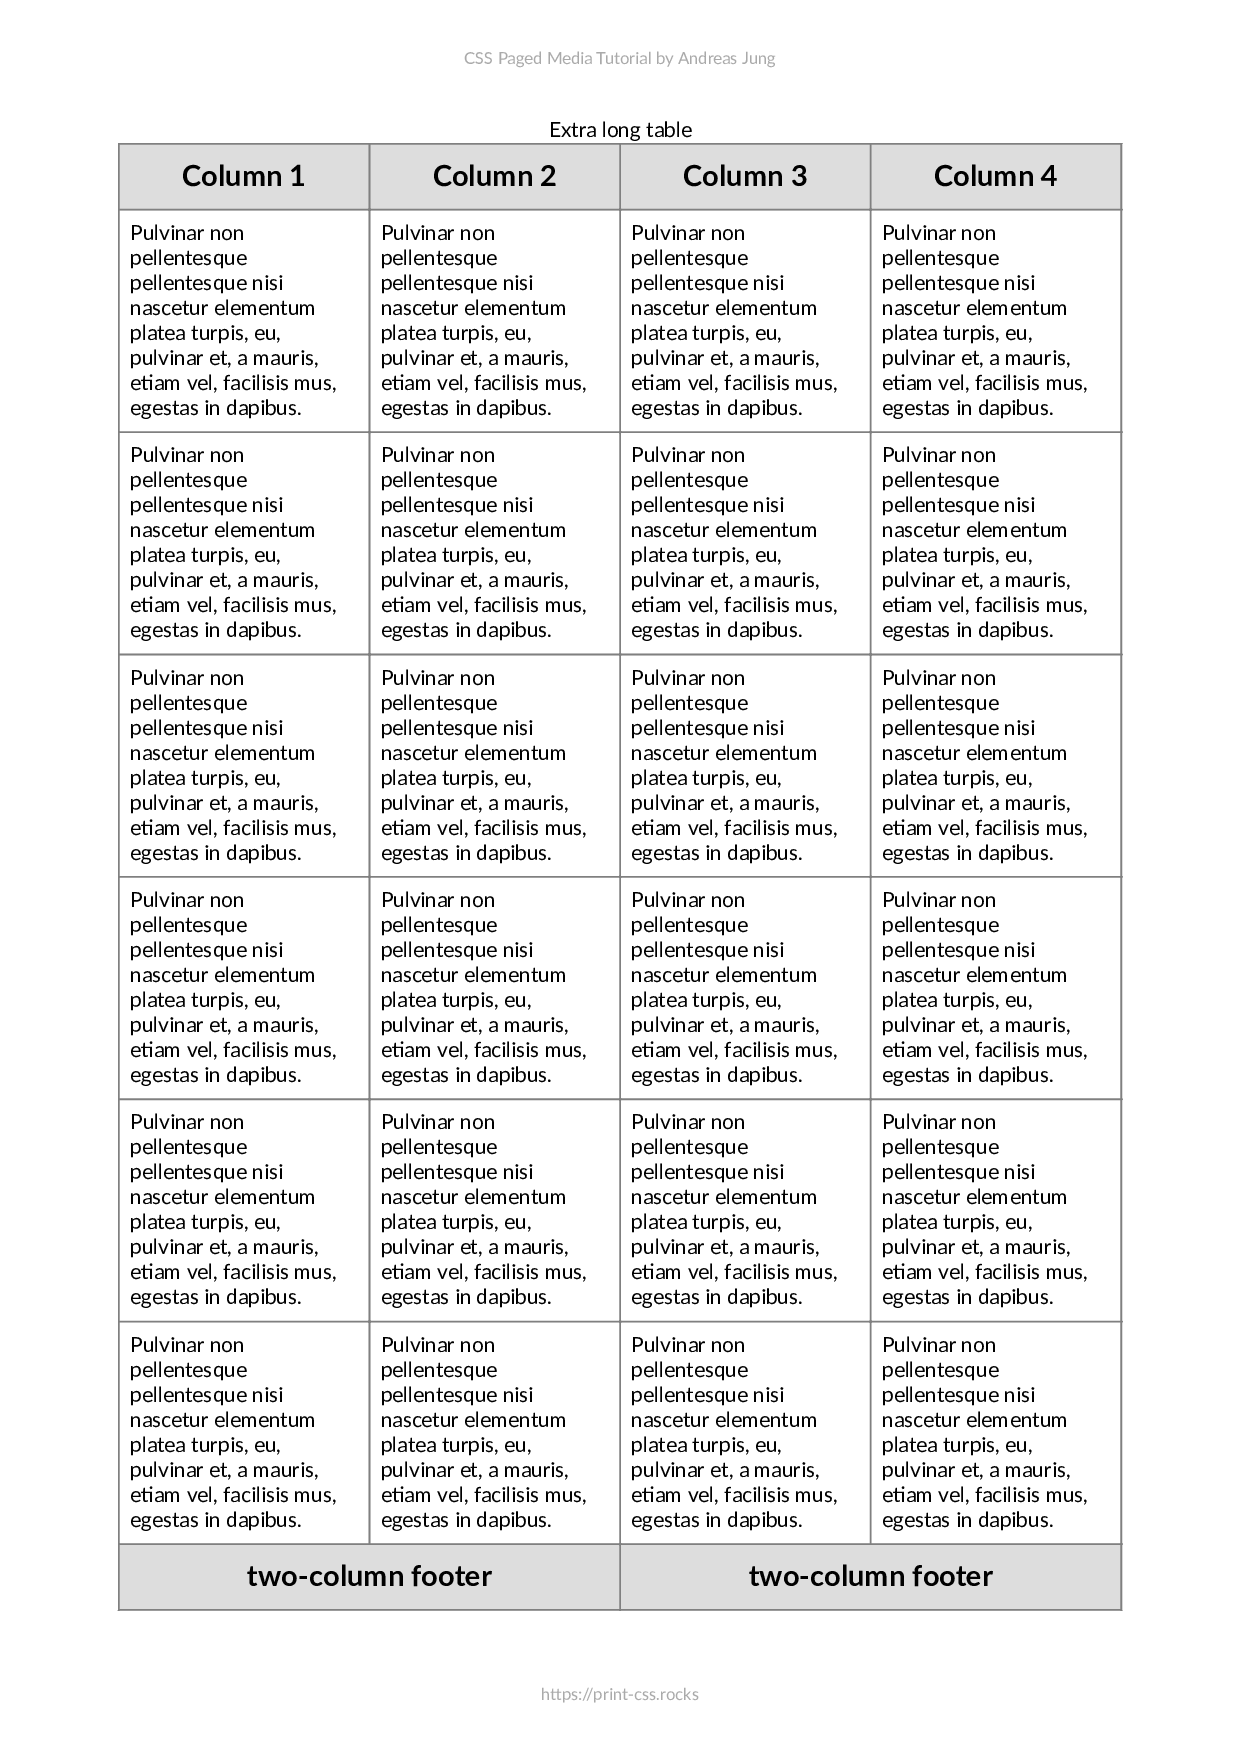 CSS Paged Media Tutorial by Andreas Jung
Extra long table
Column 1 Column 2 Column 3 Column 4
Pulvinar non Pulvinar non Pulvinar non Pulvinar non
pellentesque pellentesque pellentesque pellentesque
pellentesque nisi pellentesque nisi pellentesque nisi pellentesque nisi
nascetur elementum nascetur elementum nascetur elementum nascetur elementum
platea turpis, eu, platea turpis, eu, platea turpis, eu, platea turpis, eu,
pulvinar et, a mauris, pulvinar et, a mauris, pulvinar et, a mauris, pulvinar et, a mauris,
etiam vel, facilisis mus, etiam vel, facilisis mus, etiam vel, facilisis mus, etiam vel, facilisis mus,
egestas in dapibus. egestas in dapibus. egestas in dapibus. egestas in dapibus.
Pulvinar non Pulvinar non Pulvinar non Pulvinar non
pellentesque pellentesque pellentesque pellentesque
pellentesque nisi pellentesque nisi pellentesque nisi pellentesque nisi
nascetur elementum nascetur elementum nascetur elementum nascetur elementum
platea turpis, eu, platea turpis, eu, platea turpis, eu, platea turpis, eu,
pulvinar et, a mauris, pulvinar et, a mauris, pulvinar et, a mauris, pulvinar et, a mauris,
etiam vel, facilisis mus, etiam vel, facilisis mus, etiam vel, facilisis mus, etiam vel, facilisis mus,
egestas in dapibus. egestas in dapibus. egestas in dapibus. egestas in dapibus.
Pulvinar non Pulvinar non Pulvinar non Pulvinar non
pellentesque pellentesque pellentesque pellentesque
pellentesque nisi pellentesque nisi pellentesque nisi pellentesque nisi
nascetur elementum nascetur elementum nascetur elementum nascetur elementum
platea turpis, eu, platea turpis, eu, platea turpis, eu, platea turpis, eu,
pulvinar et, a mauris, pulvinar et, a mauris, pulvinar et, a mauris, pulvinar et, a mauris,
etiam vel, facilisis mus, etiam vel, facilisis mus, etiam vel, facilisis mus, etiam vel, facilisis mus,
egestas in dapibus. egestas in dapibus. egestas in dapibus. egestas in dapibus.
Pulvinar non Pulvinar non Pulvinar non Pulvinar non
pellentesque pellentesque pellentesque pellentesque
pellentesque nisi pellentesque nisi pellentesque nisi pellentesque nisi
nascetur elementum nascetur elementum nascetur elementum nascetur elementum
platea turpis, eu, platea turpis, eu, platea turpis, eu, platea turpis, eu,
pulvinar et, a mauris, pulvinar et, a mauris, pulvinar et, a mauris, pulvinar et, a mauris,
etiam vel, facilisis mus, etiam vel, facilisis mus, etiam vel, facilisis mus, etiam vel, facilisis mus,
egestas in dapibus. egestas in dapibus. egestas in dapibus. egestas in dapibus.
Pulvinar non Pulvinar non Pulvinar non Pulvinar non
pellentesque pellentesque pellentesque pellentesque
pellentesque nisi pellentesque nisi pellentesque nisi pellentesque nisi
nascetur elementum nascetur elementum nascetur elementum nascetur elementum
platea turpis, eu, platea turpis, eu, platea turpis, eu, platea turpis, eu,
pulvinar et, a mauris, pulvinar et, a mauris, pulvinar et, a mauris, pulvinar et, a mauris,
etiam vel, facilisis mus, etiam vel, facilisis mus, etiam vel, facilisis mus, etiam vel, facilisis mus,
egestas in dapibus. egestas in dapibus. egestas in dapibus. egestas in dapibus.
Pulvinar non Pulvinar non Pulvinar non Pulvinar non
pellentesque pellentesque pellentesque pellentesque
pellentesque nisi pellentesque nisi pellentesque nisi pellentesque nisi
nascetur elementum nascetur elementum nascetur elementum nascetur elementum
platea turpis, eu, platea turpis, eu, platea turpis, eu, platea turpis, eu,
pulvinar et, a mauris, pulvinar et, a mauris, pulvinar et, a mauris, pulvinar et, a mauris,
etiam vel, facilisis mus, etiam vel, facilisis mus, etiam vel, facilisis mus, etiam vel, facilisis mus,
egestas in dapibus. egestas in dapibus. egestas in dapibus. egestas in dapibus.
two-column footer two-column footer
https://print-css.rocks